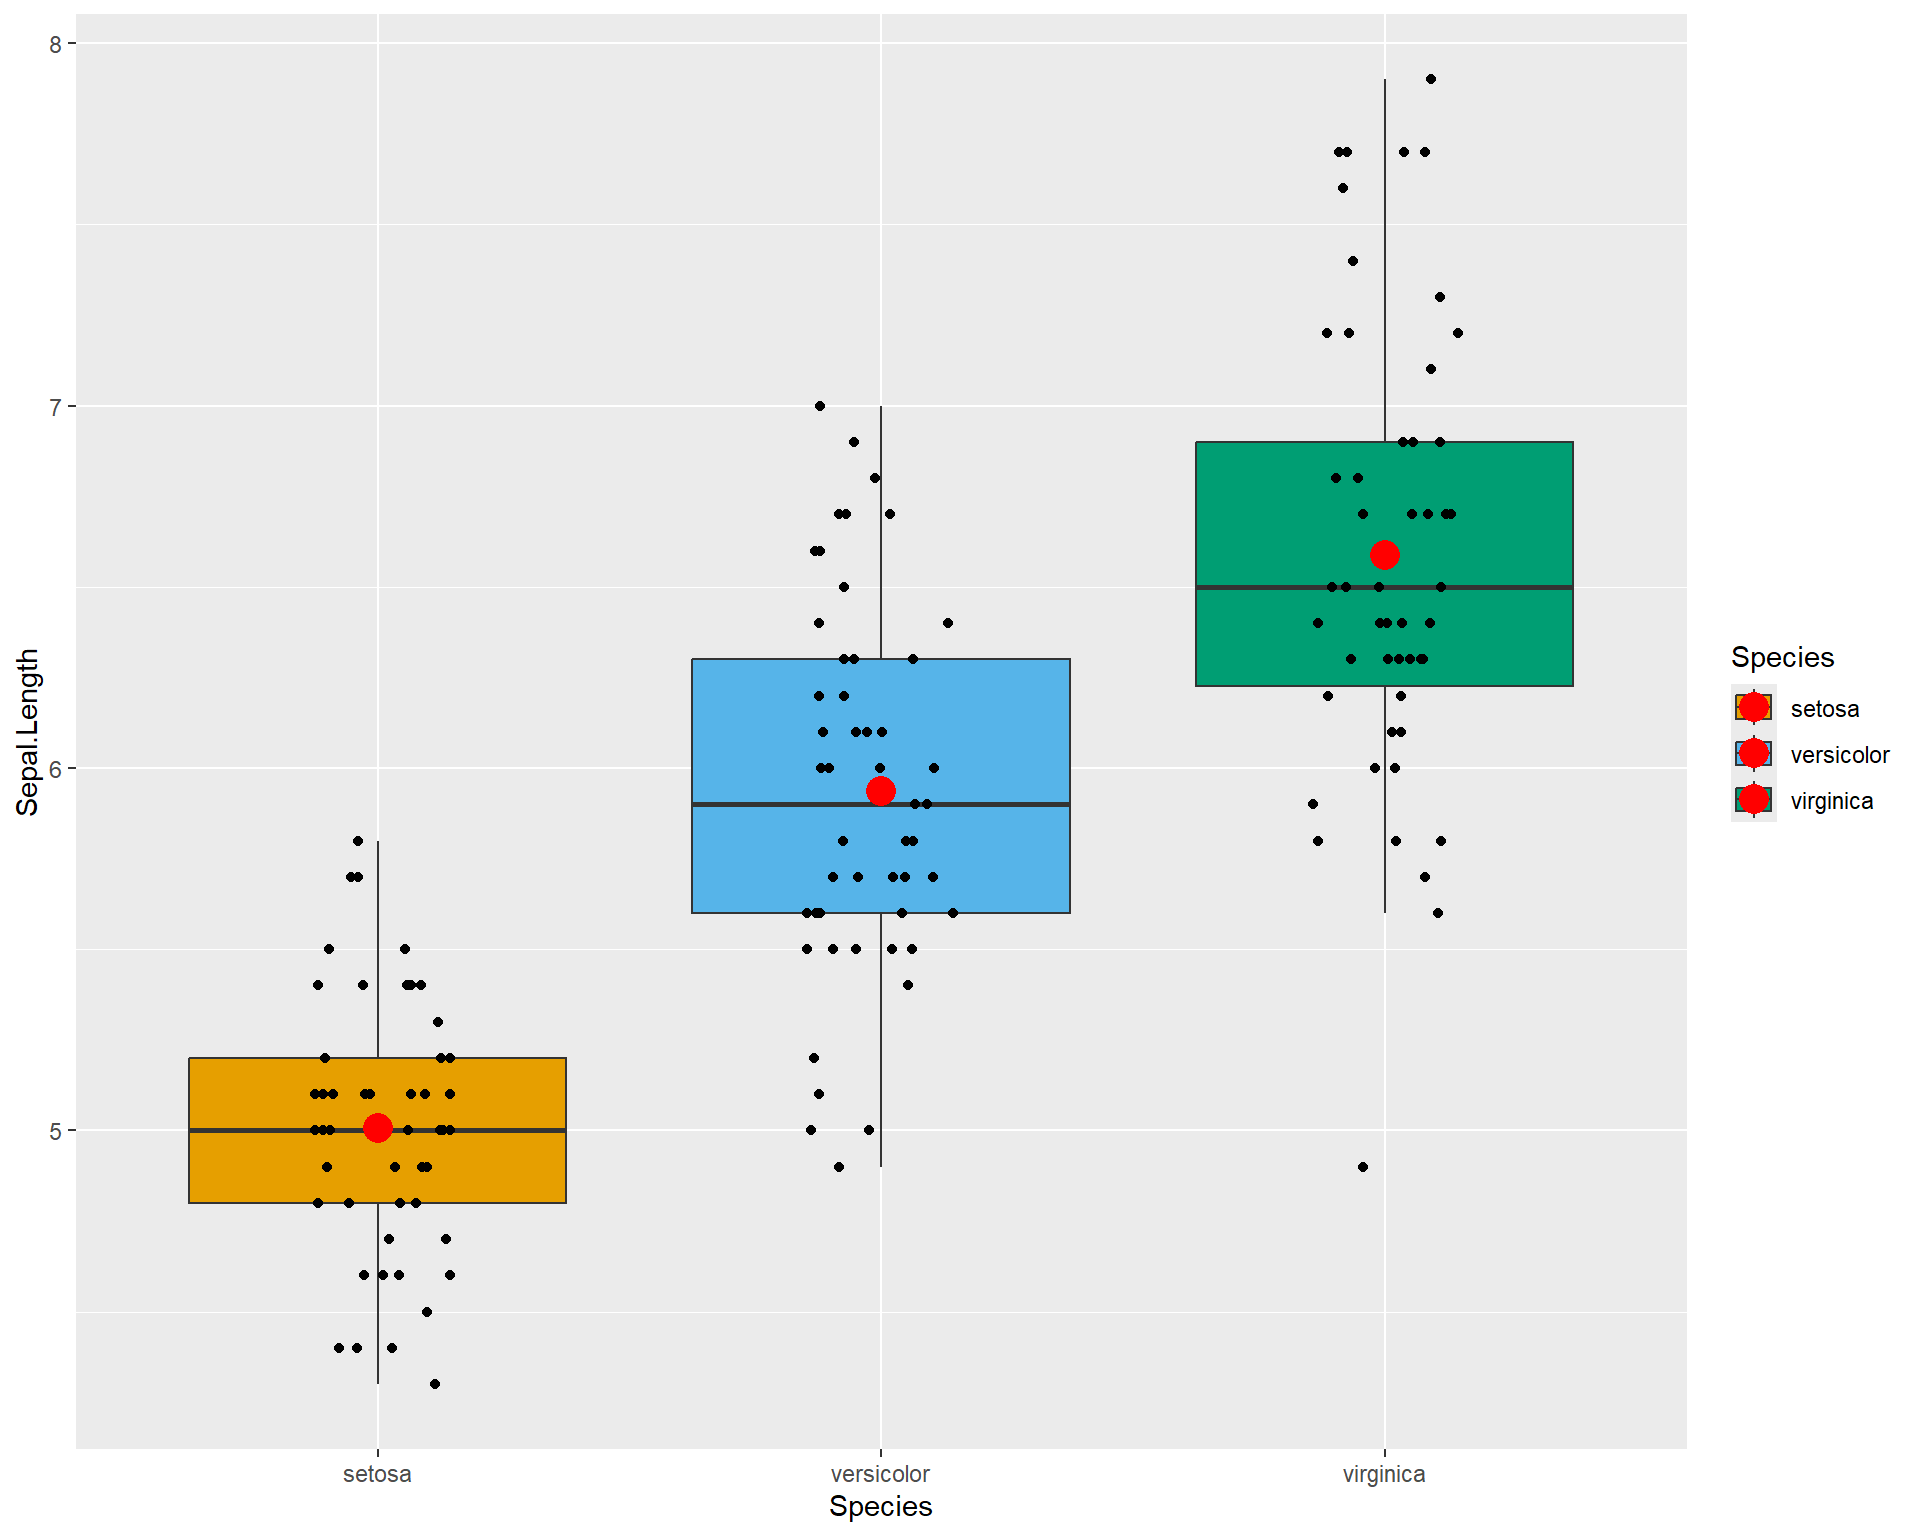 8
7
6
5
Sepal.Length
setosa
versicolor
virginica
Species
Species
setosa
versicolor
virginica